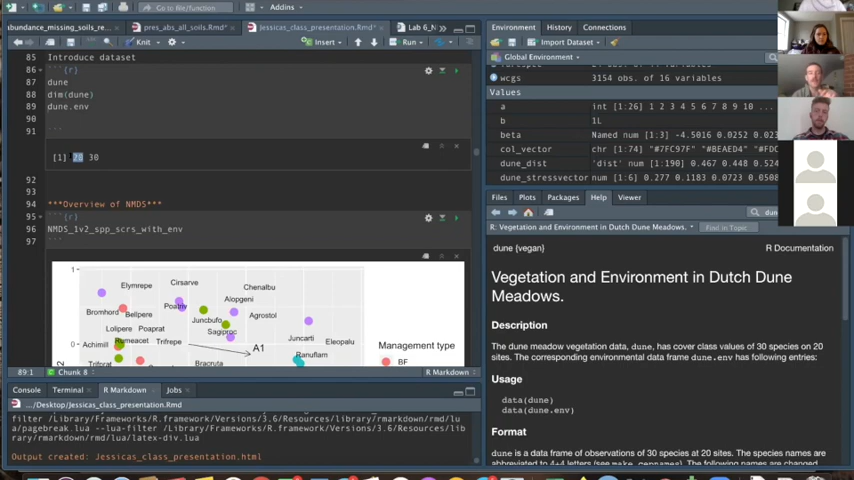 Go to file/function
Addins
abundance_missing_soils_re...
pres_abs_all_soils.Rmd*
Jessicas_class_presentation.Rmd*
Lab 6_N
Knit
Insert
Run
85 Introduce dataset
86 ```{r}
87 dune
88 dim(dune)
89 dune.env
90
91 ```
[1] 20 30
92
93
94 ***Overview of NMDS***
95 ```{r}
96 NMDS_1v2_spp_scrs_with_env
97 ```
1
Elymrepe
Cirsarve
Chenalbu
Bromhord
Bellpere
Poatriv
Alopgeni
Lolipere
Poaprat
Juncbufo
Agrostol
Sagiproc
Achimill
Rumeacet
Trifrepe
Juncarti
Eleopalu
0
A1
Ranuflam
Management type
Trifprat
Bracruta
2
BF
89:1
Chunk 8
R Markdown
Console
Terminal
R Markdown
Jobs
.../Desktop/Jessicas_class_presentation.Rmd
filter /Library/Frameworks/R.framework/Versions/3.6/Resources/library/rmarkdown/rmd/lu
a/pagebreak.lua --lua-filter /Library/Frameworks/R.framework/Versions/3.6/Resources/lib
rary/rmarkdown/rmd/lua/latex-div.lua
Output created: Jessicas_class_presentation.html
Environment
History
Connections
Import Dataset
Global Environment
wcgs 3154 obs. of 16 variables
Values
a int [1:26] 1 2 3 4 5 6 7 8 9 10 ...
b 1L
beta Named num [1:3] -4.5016 0.0252 0.023
col_vector chr [1:74] "#7FC97F" "#BEAED4" "#FDC
dune_dist 'dist' num [1:190] 0.467 0.448 0.524
dune_stressvector num [1:6] 0.277 0.1183 0.0723 0.0508
Files
Plots
Packages
Help
Viewer
dun
R: Vegetation and Environment in Dutch Dune Meadows.
Find in Topic
dune {vegan}
R Documentation
Vegetation and Environment in Dutch Dune
Meadows.
Description
The dune meadow vegetation data, dune, has cover class values of 30 species on 20
sites. The corresponding environmental data frame dune.env has following entries:
Usage
data(dune)
data(dune.env)
Format
dune is a data frame of observations of 30 species at 20 sites. The species names are
abbreviated to 4+4 letters (see make.cepnames). The following names are changed